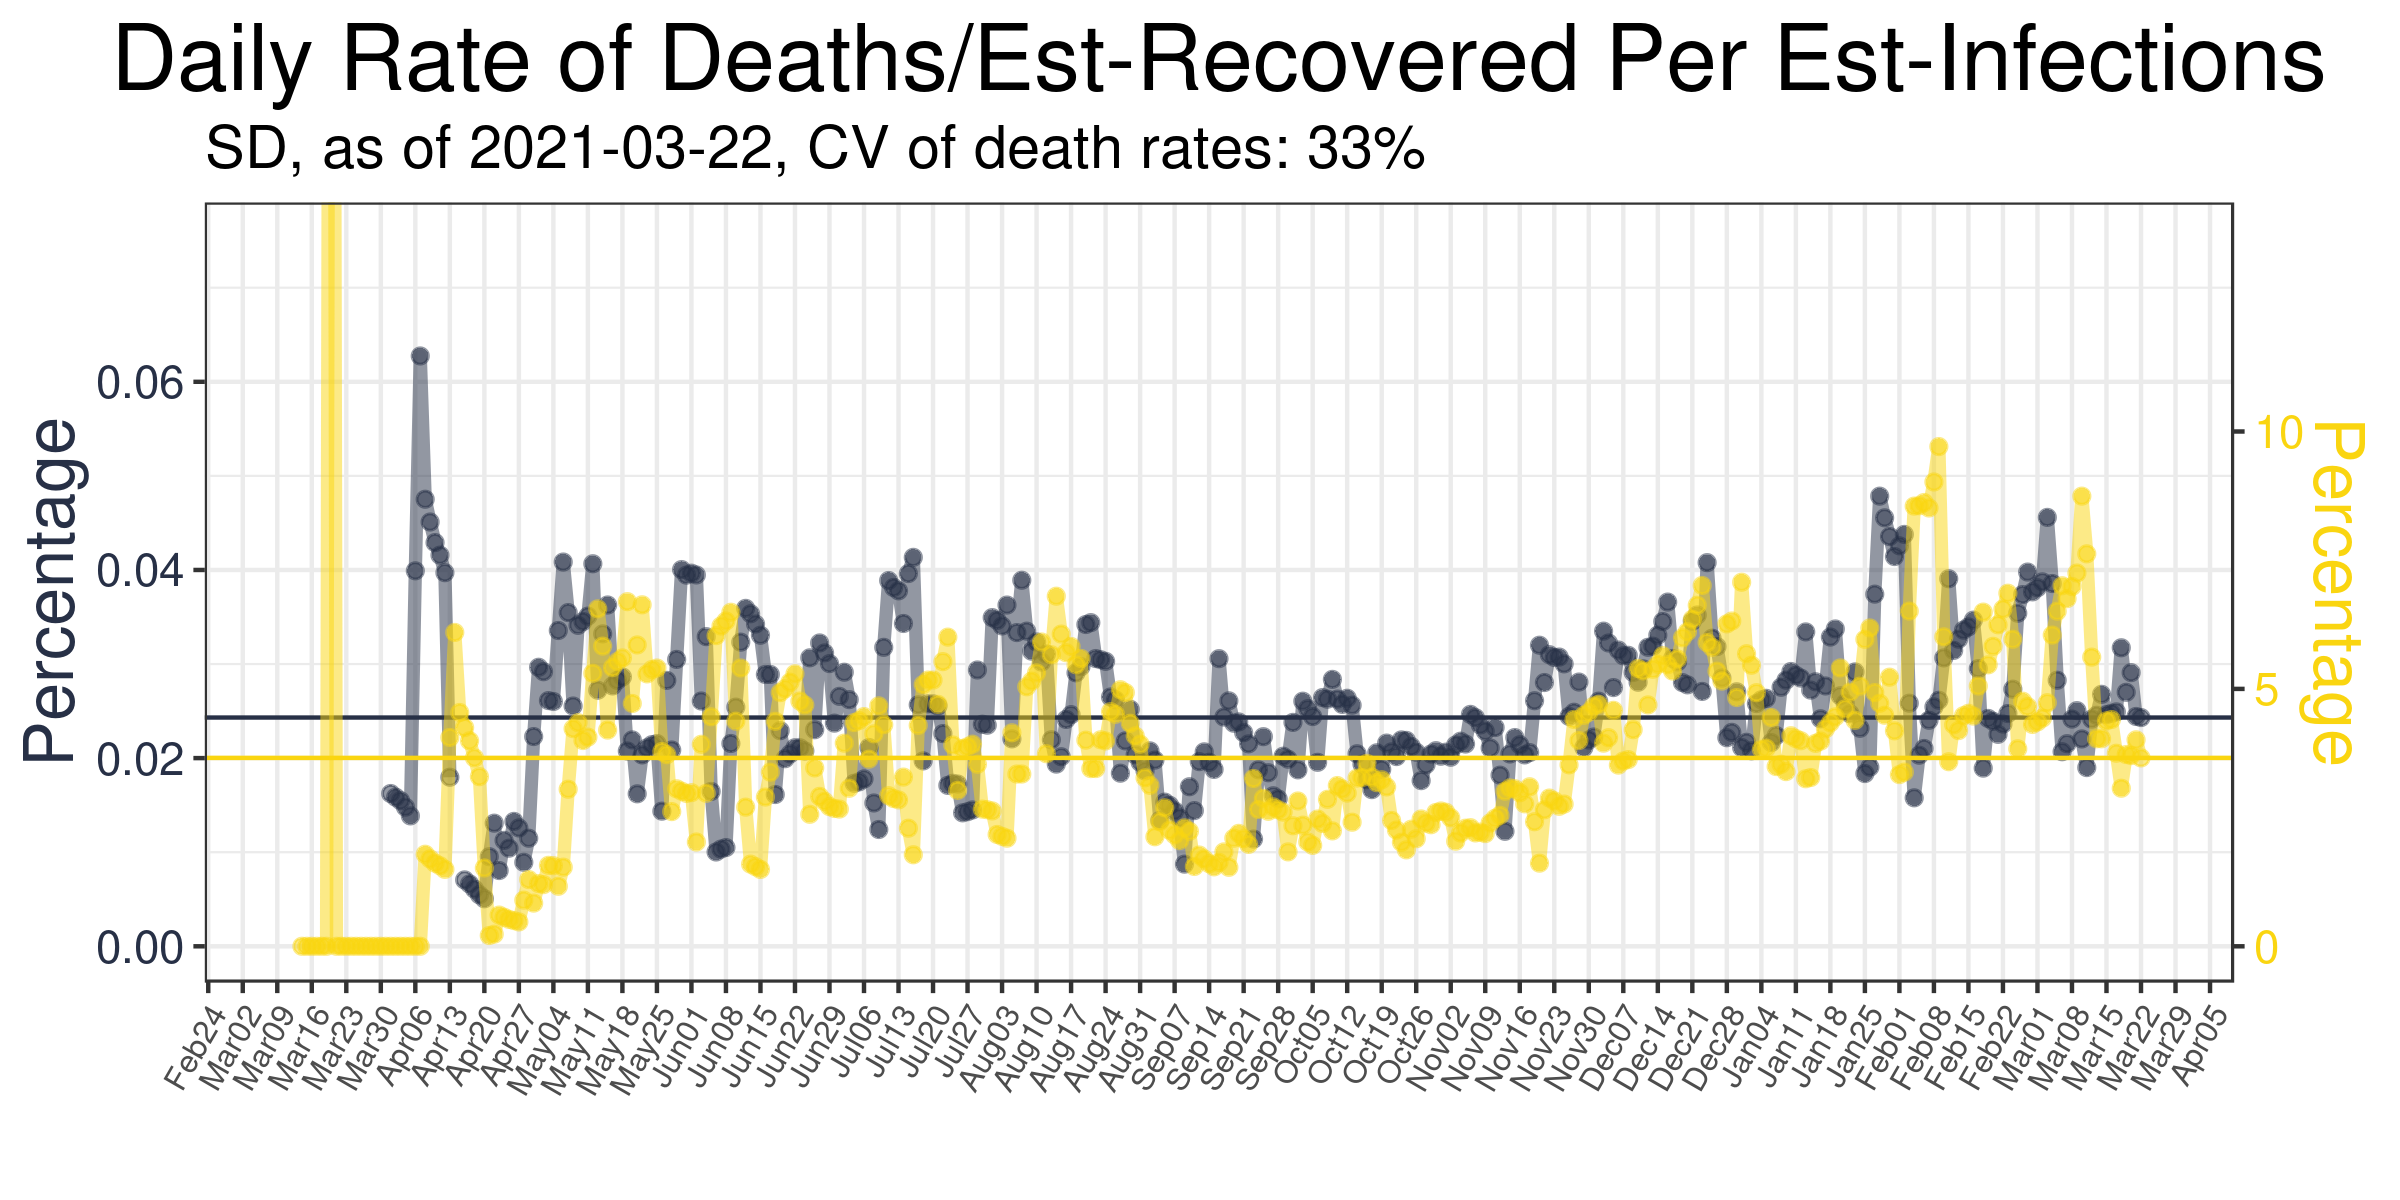 Daily Rate of Deaths/Est-Recovered Per Est-Infections
SD, as of 2021-03-22, CV of death rates: 33%
Percentage
0.06
0.04
0.02
0.00
10
5
0
Percentage
Feb24
Mar02
Mar09
Mar16
Mar23
Mar30
Apr06
Apr13
Apr20
Apr27
May04
May11
May18
May25
Jun01
Jun08
Jun15
Jun22
Jun29
Jul06
Jul13
Jul20
Jul27
Aug03
Aug10
Aug17
Aug24
Aug31
Sep07
Sep14
Sep21
Sep28
Oct05
Oct12
Oct19
Oct26
Nov02
Nov09
Nov16
Nov23
Nov30
Dec07
Dec14
Dec21
Dec28
Jan04
Jan11
Jan18
Jan25
Feb01
Feb08
Feb15
Feb22
Mar01
Mar08
Mar15
Mar22
Mar29
Apr05